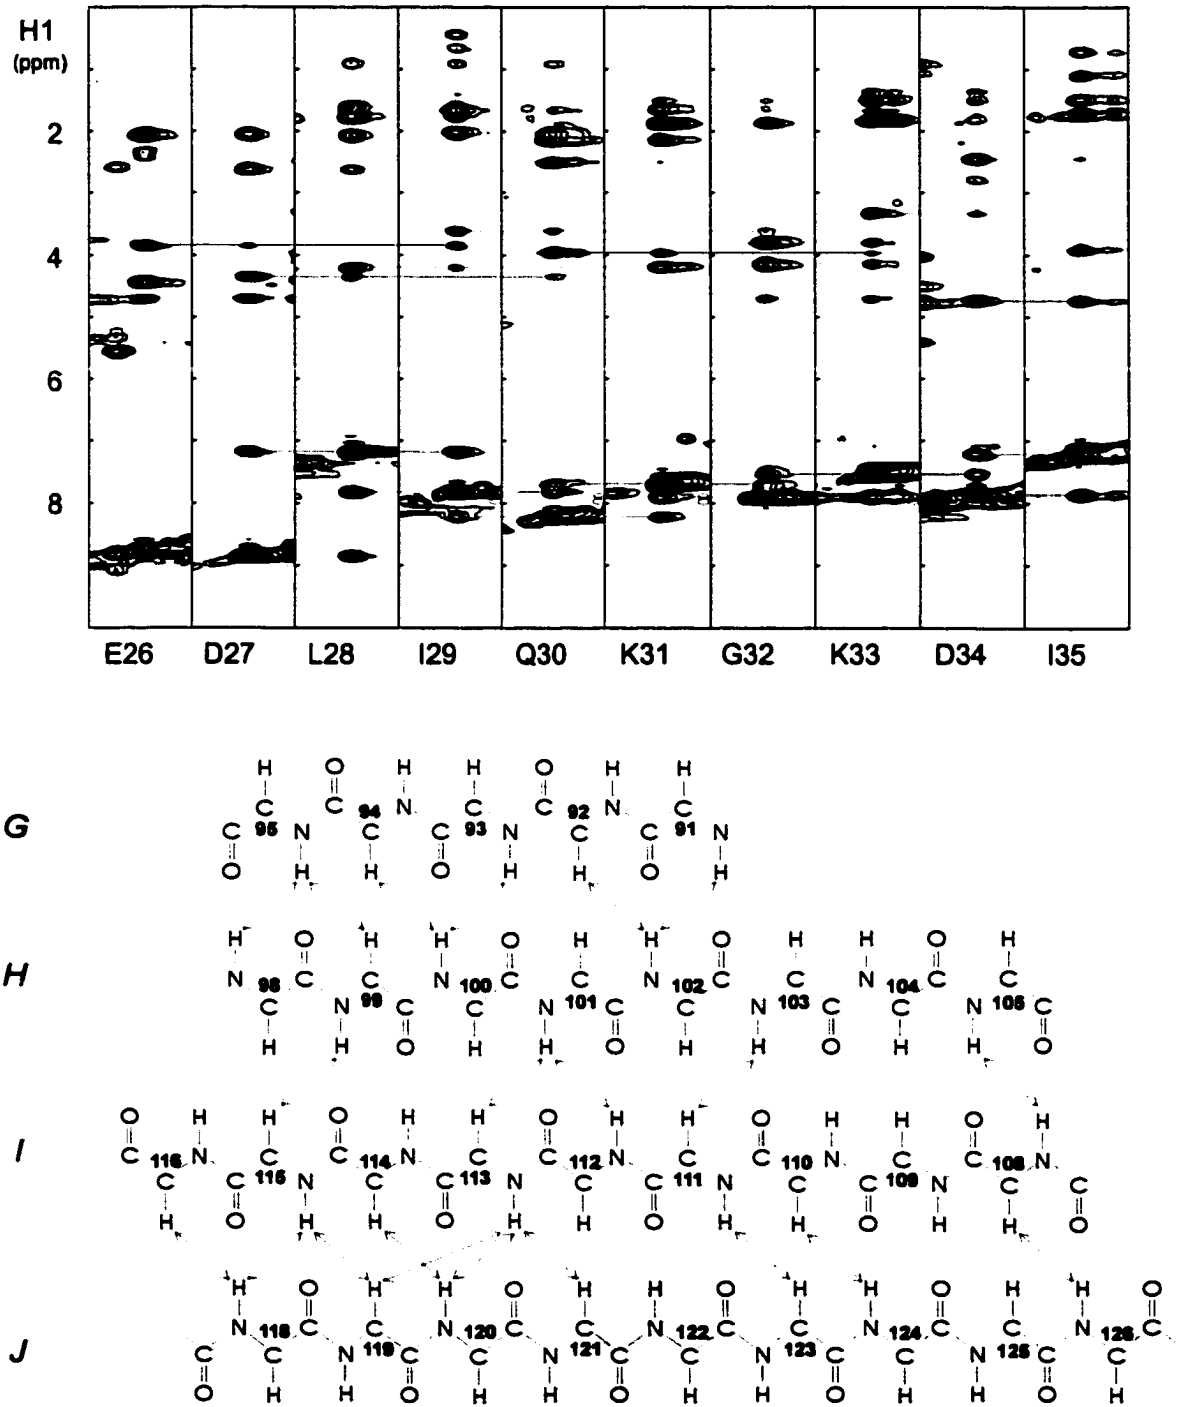 H1
(ppm)
2
4
6
8
E26 D27 L28 I29 Q30 K31 G32 K33 D34 I35
H O H H O H H
C C 94 N C C 92 N C
G C 95 N C C 93 N C C 91 N
O H H O H H O H
H O H H O H H O H H O H
H N 98 C C N C C N 102 C C N 104 C C
C N 99 C C 100 N 101 C C N 103 C C N 105 C
H H O H H O H H O H H O
O H H O H H O H H O H H O H
I C 116 N C C 114 N C C 112 N C C 110 N C C 108 N
C C 115 N C C 113 N C C 111 N C C 109 N C C
H O H H O H H O H H O H H O
H O H H O H H O H H O H H O
N 118 C C N 120 C C N 122 C C N 124 C C N 126 C
J C C N 119 C C N 121 C C N 123 C C N 125 C C
O H H O H H O H H O H H O H